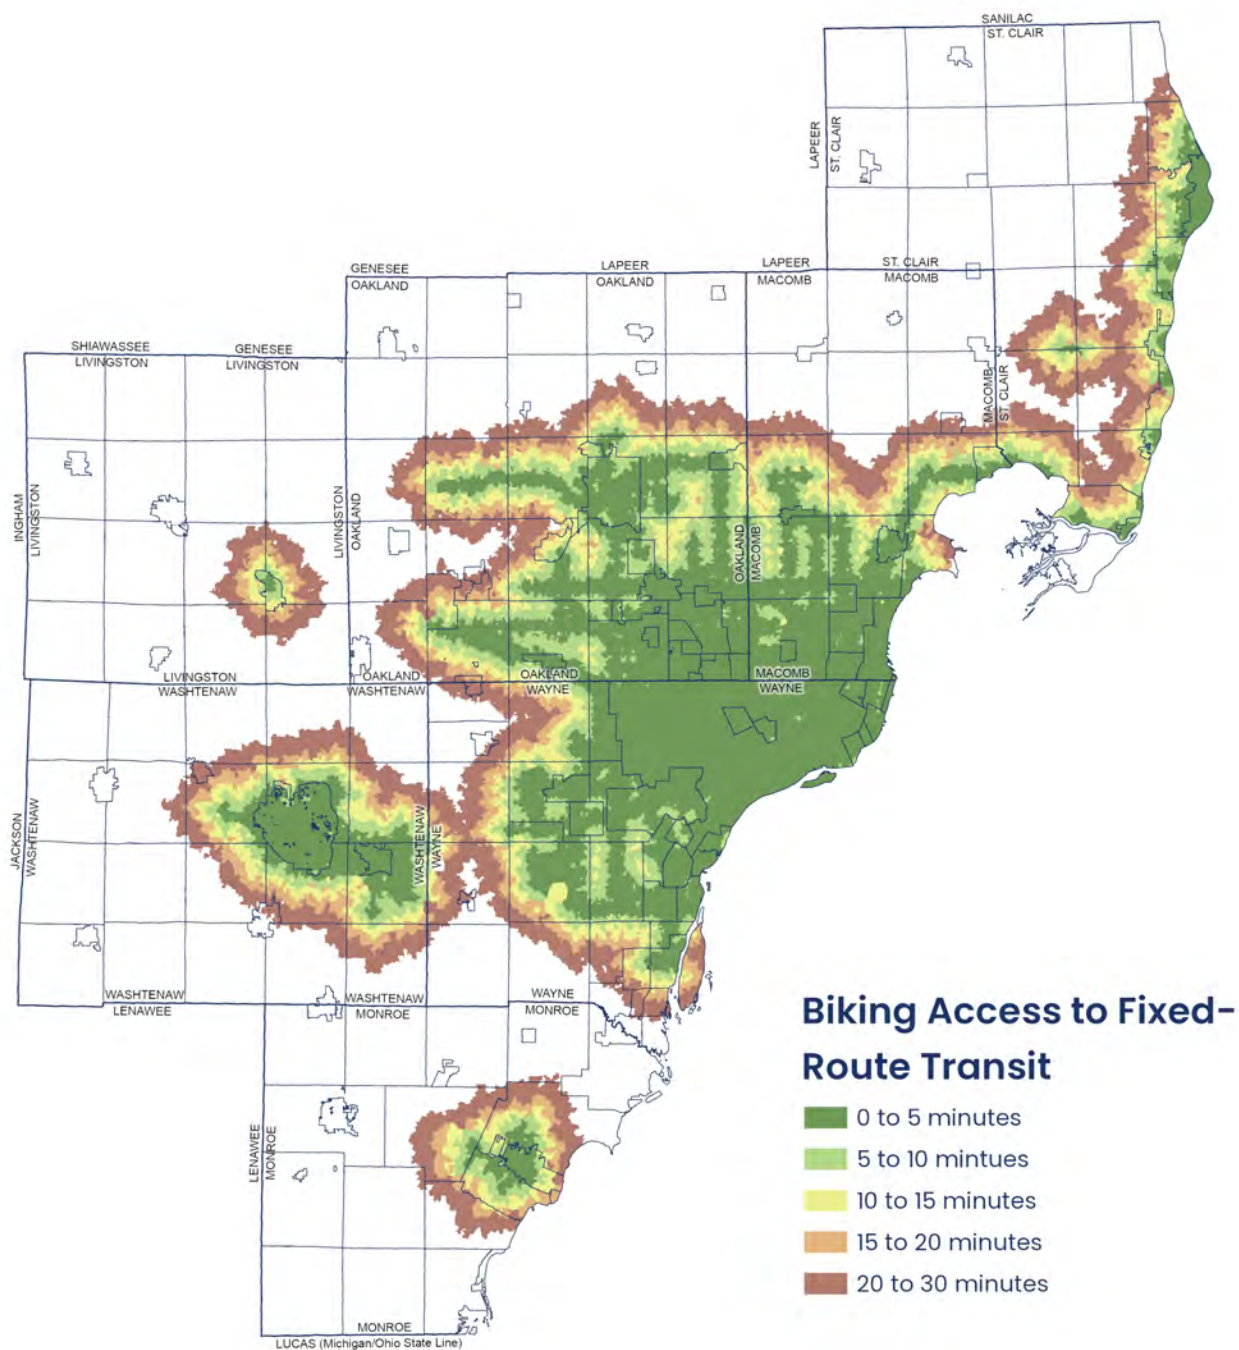 SANILAC
ST. CLAIR
LAPEER
ST. CLAIR
GENESEE
OAKLAND
LAPEER
OAKLAND
LAPEER
MACOMB
ST. CLAIR
MACOMB
SHIAWASSEE
LIVINGSTON
GENESEE
LIVINGSTON
MACOMB
ST. CLAIR
INGHAM
LIVINGSTON
LIVINGSTON
OAKLAND
OAKLAND
MACOMB
LIVINGSTON
WASHTENAW
OAKLAND
WASHTENAW
OAKLAND
WAYNE
MACOMB
WAYNE
JACKSON
WASHTENAW
WASHTENAW
WAYNE
WASHTENAW
LENAWEE
WASHTENAW
MONROE
WAYNE
MONROE
LENAWEE
MONROE
MONROE
LUCAS (Michigan/Ohio State Line)
Biking Access to Fixed-
Route Transit
0 to 5 minutes
5 to 10 mintues
10 to 15 minutes
15 to 20 minutes
20 to 30 minutes